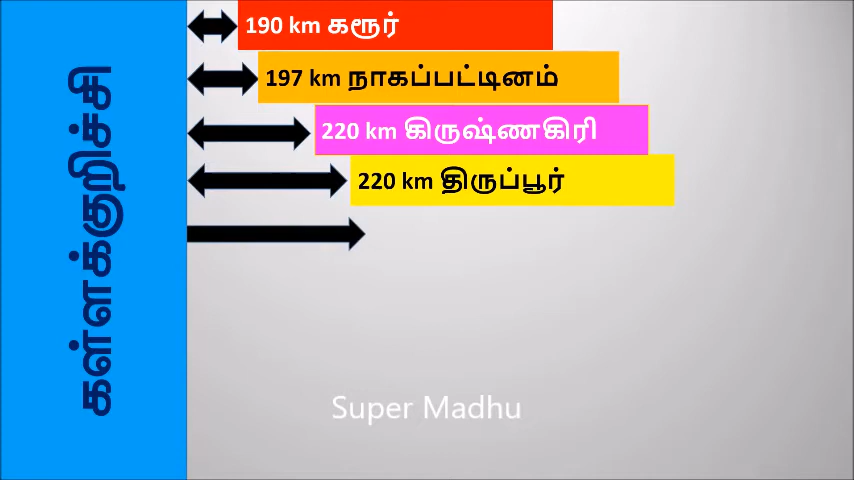 கள்ளக்குறிச்சி
190 km கரூர்
197 km நாகப்பட்டினம்
220 km கிருஷ்ணகிரி
220 km திருப்பூர்
Super Madhu